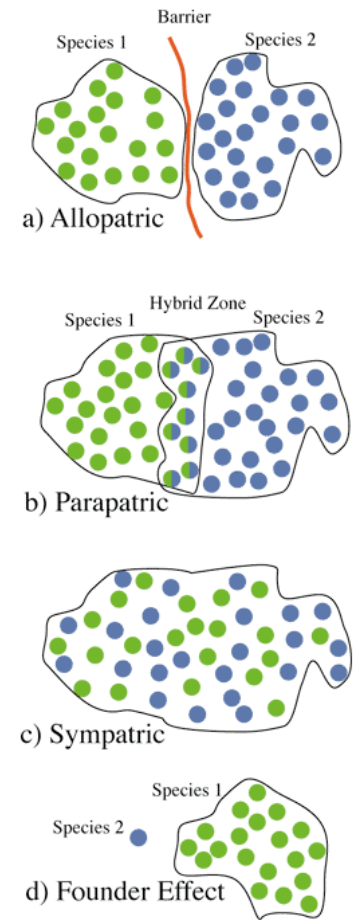 Barrier
Species 1
Species 2
a) Allopatric
Hybrid Zone
Species 1
Species 2
b) Parapatric
c) Sympatric
Species 1
Species 2
d) Founder Effect